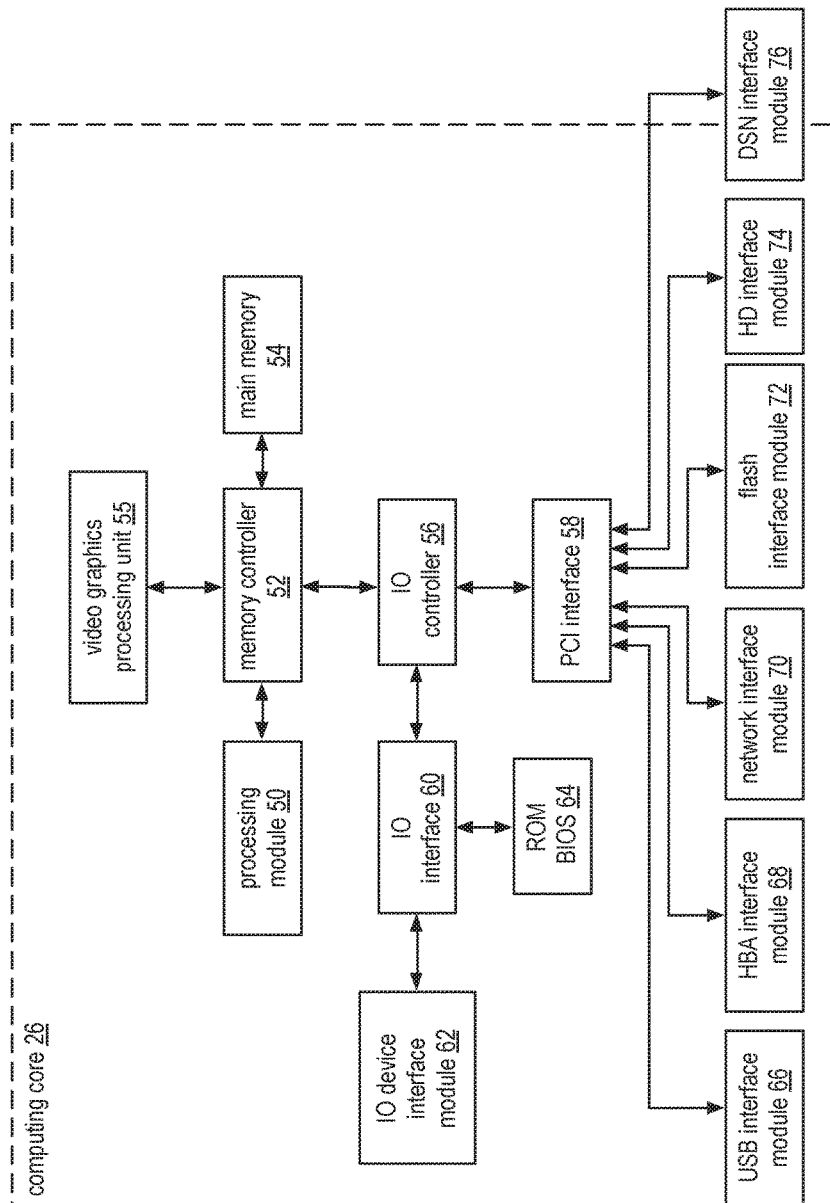 computing core 26
video graphics
processing unit 55
processing
module 50
memory controller
52
main memory
54
IO device
interface
module 62
IO
interface 60
IO
controller 56
ROM
BIOS 64
PCI interface 58
USB interface
module 66
HBA interface
module 68
network interface
module 70
flash
interface module 72
HD interface
module 74
DSN interface
module 76